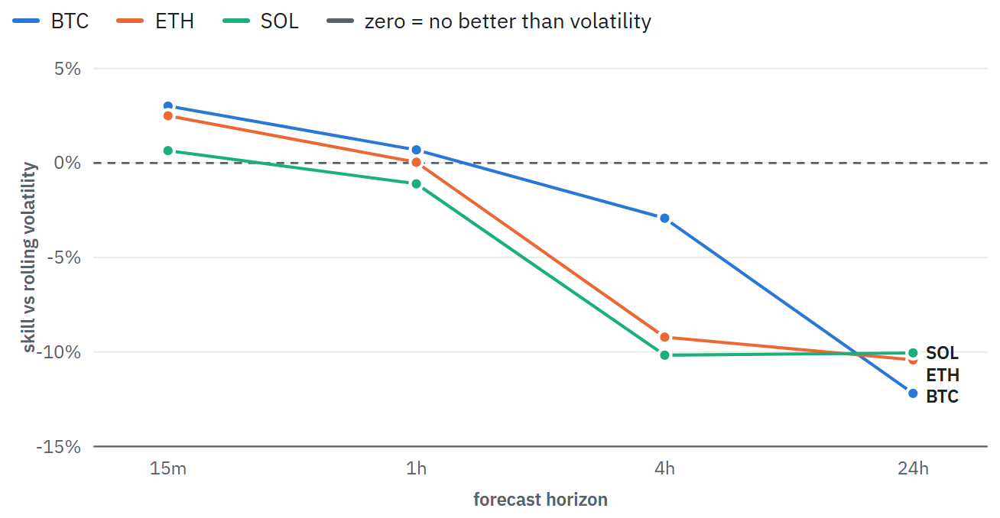 BTC ETH SOL zero = no better than volatility
5%
0%
-5%
-10%
-15%
skill vs rolling volatility
SOL
ETH
BTC
15m 1h 4h 24h
forecast horizon